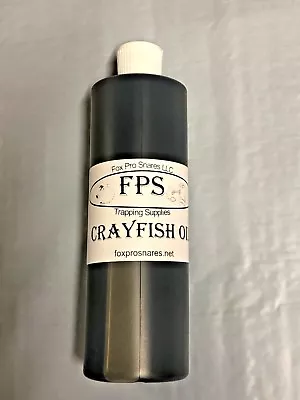 Fox Pro Snares LLC
FPS
Trapping Supplies
CRAYFISH OI
foxprosnares.net